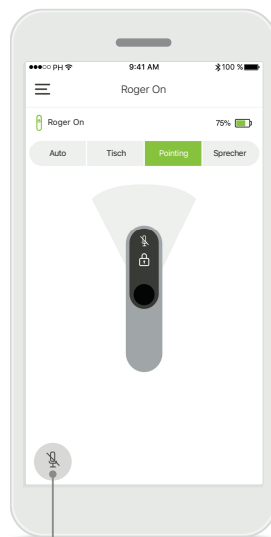 PH 9:41 AM 100 %
Roger On
Roger On 75%
Auto Tisch Pointing Sprecher